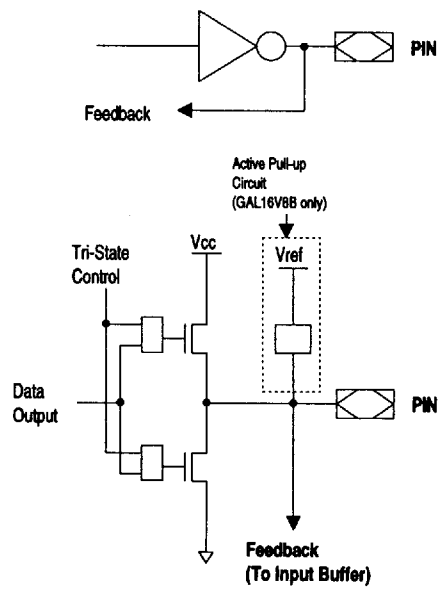 PIN
Feedback
Active Pull-up
Circuit
(GAL16V8B only)
Vcc
Vref
Tri-State
Control
Data
Output
PIN
Feedback
(To Input Buffer)